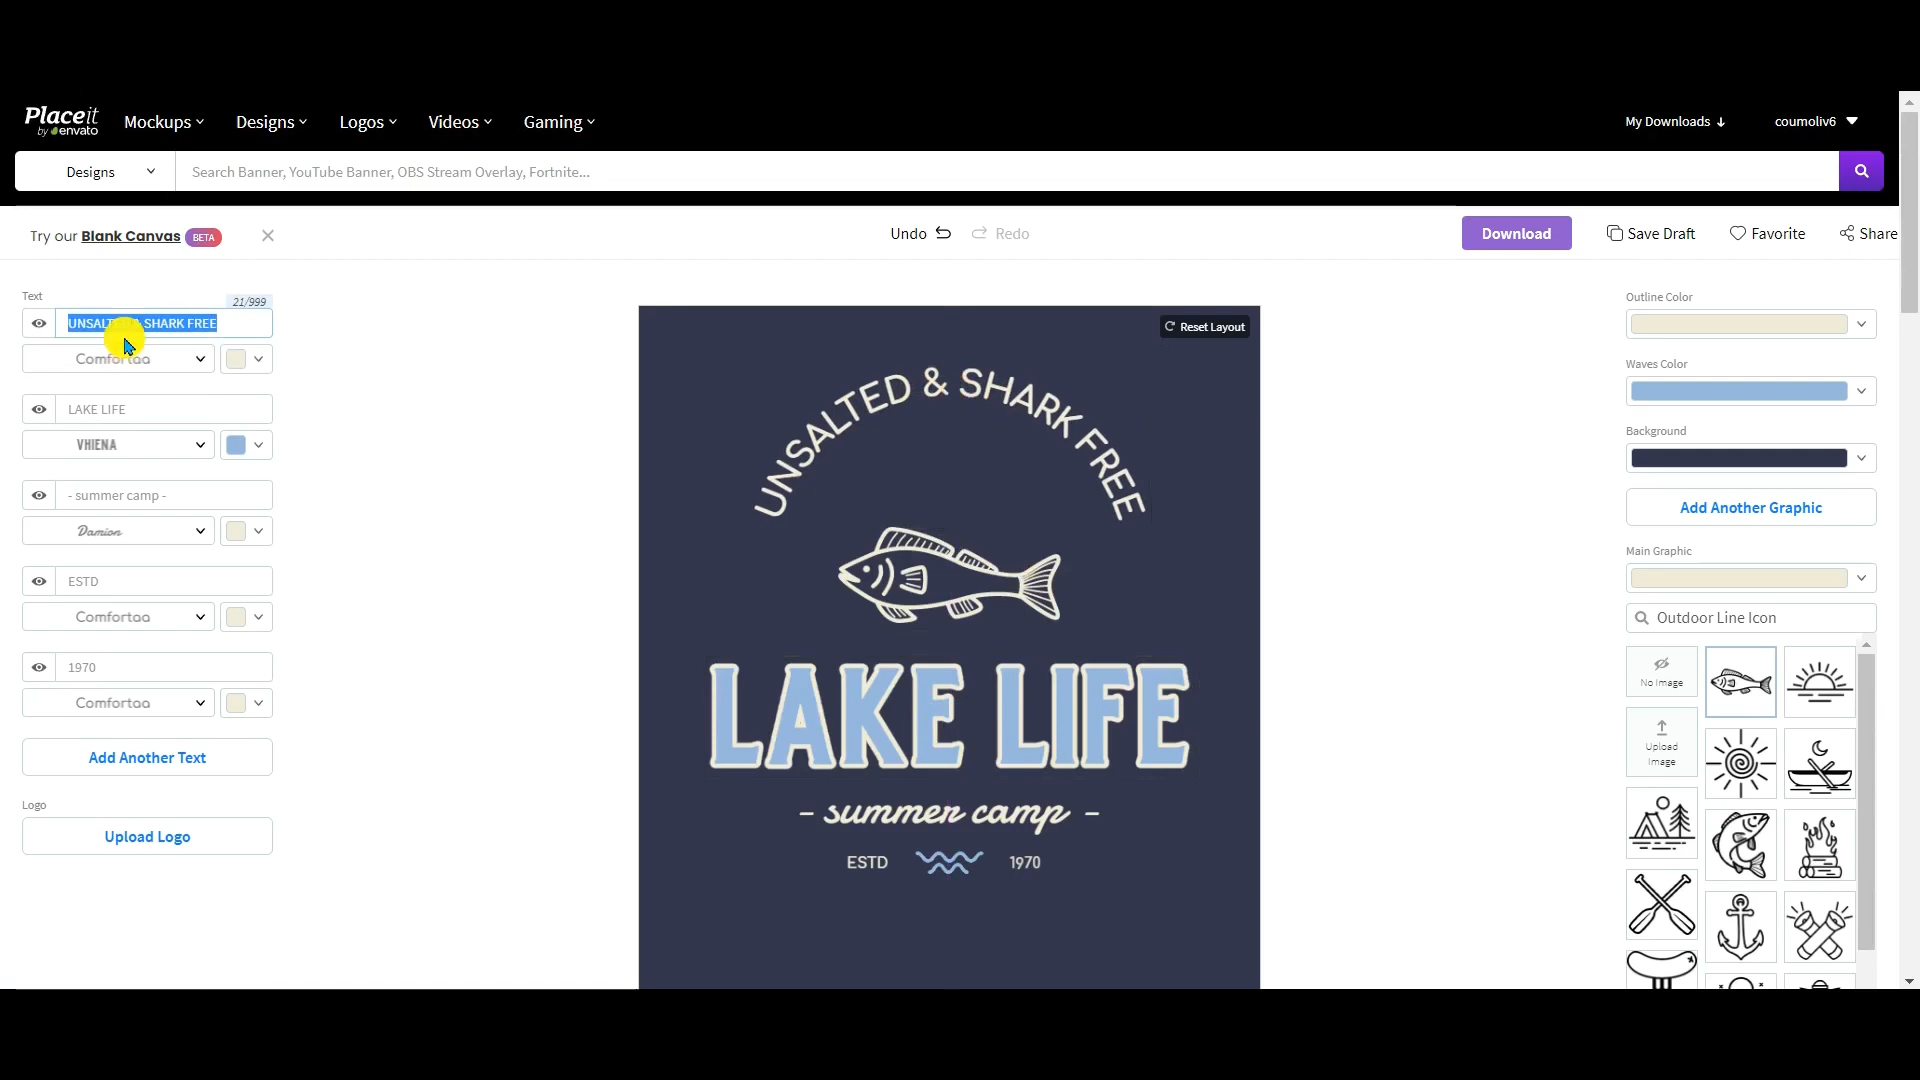 Placeit
by envato
Mockups
Designs
Logos
Videos
Gaming
My Downloads
coumoliv6
Designs
Search Banner, YouTube Banner, OBS Stream Overlay, Fortnite...
Try our Blank Canvas BETA
Undo
Redo
Download
Save Draft
Favorite
Share
Text
21/999
UNSALTED & SHARK FREE
Comfortaa
LAKE LIFE
VHIENA
- summer camp -
Damion
ESTD
Comfortaa
1970
Comfortaa
Add Another Text
Logo
Upload Logo
Reset Layout
UNSALTED & SHARK FREE
LAKE LIFE
- summer camp -
ESTD
1970
Outline Color
Waves Color
Background
Add Another Graphic
Main Graphic
Outdoor Line Icon
No Image
Upload
Image